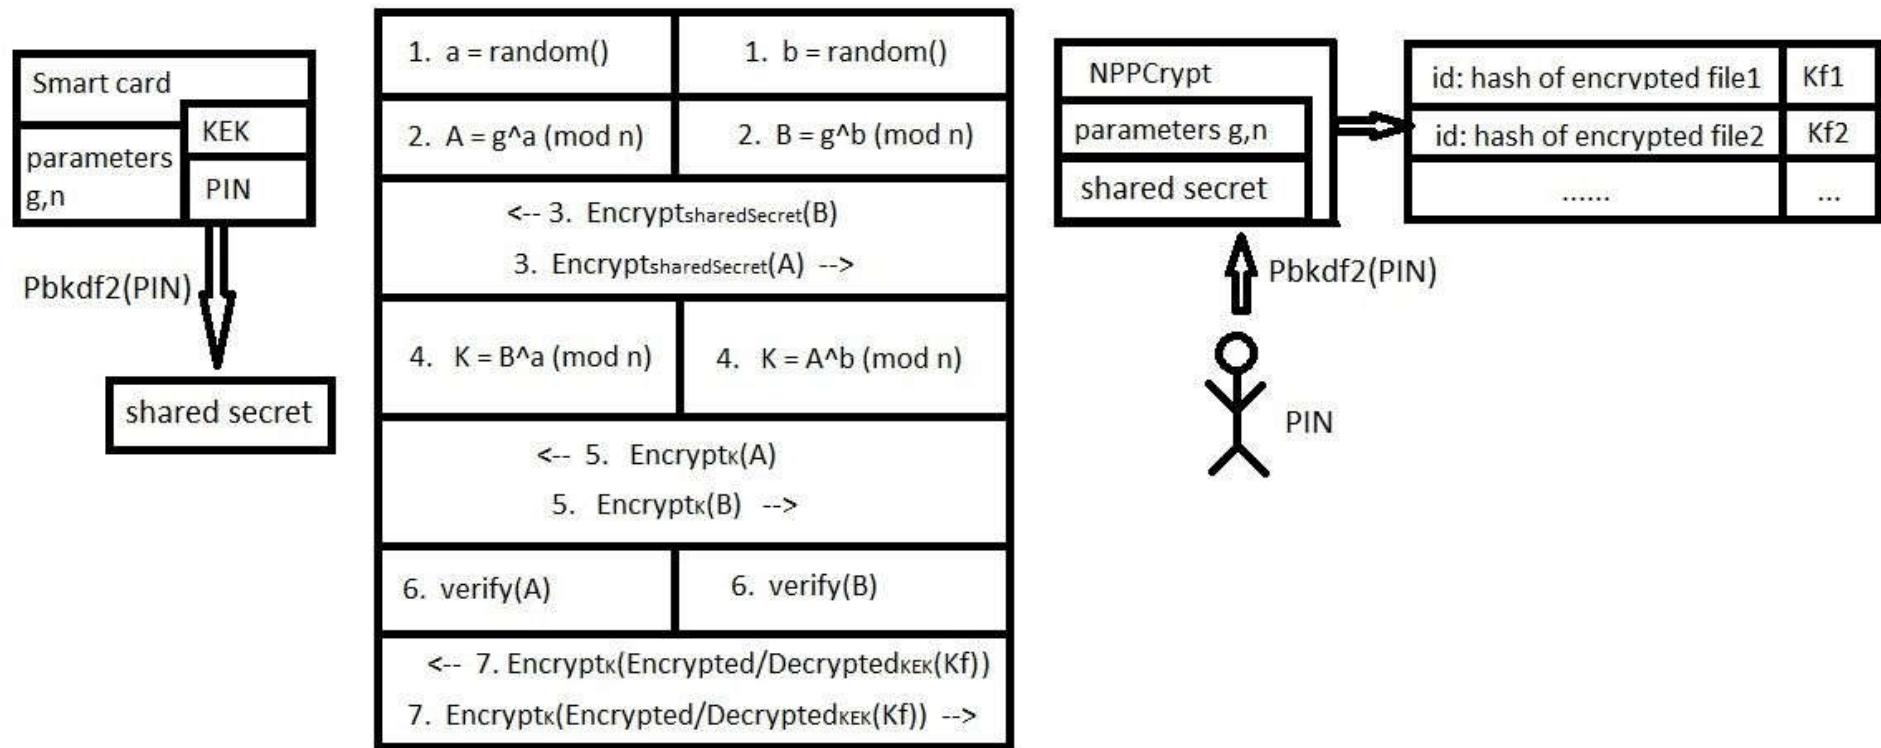 Smart card
KEK
parameters
g,n
PIN
Pbkdf2(PIN)
shared secret
1. a = random()
1. b = random()
2. A = g^a (mod n)
2. B = g^b (mod n)
<-- 3. EncryptsharedSecret(B)
3. EncryptsharedSecret(A) -->
4. K = B^a (mod n)
4. K = A^b (mod n)
<-- 5. EncryptK(A)
5. EncryptK(B) -->
6. verify(A)
6. verify(B)
<-- 7. EncryptK(Encrypted/DecryptedKEK(Kf))
7. EncryptK(Encrypted/DecryptedKEK(Kf)) -->
NPPCrypt
parameters g,n
shared secret
Pbkdf2(PIN)
PIN
id: hash of encrypted file1
Kf1
id: hash of encrypted file2
Kf2
......
...